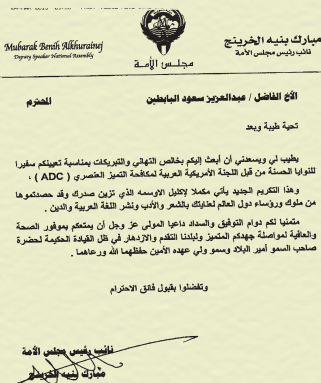 مبارك بنيه الخرينج
Mubarak Benih Alkhurainej
نائب رئيس مجلس الأمة
Deputy Speaker National Assembly
مجلس الأمة
الأخ الفاضل / عبدالعزيز سعود البابطين المحترم
تحية طيبة وبعد
يطيب لي ويسعدني أن أبعث إليكم بخالص التهاني والتبريكات بمناسبة تعيينكم سفيرا
للنوايا الحسنة من قبل اللجنة الأمريكية العربية لمكافحة التميز العنصري ( ADC ) ،
وهذا التكريم الجديد يأتي مكملا لإكليل الاوسمه الذي تزين صدرك وقد حصدتموها
من ملوك ورؤساء دول العالم لعنايتك بالشعر والأدب ونشر اللغة العربية والدين .
متمنيا لكم دوام التوفيق والسداد داعيا المولى عز وجل أن يمتعكم بموفور الصحة
والعافية لمواصلة جهدكم المتميز ولبلدنا التقدم والازدهار في ظل القيادة الحكيمة لحضرة
صاحب السمو أمير البلاد وسمو ولي عهده الأمين حفظهما الله ورعاهما .
وتفضلوا بقبول فائق الاحترام
نائب رئيس مجلس الأمة
مبارك بنيه الخرينج